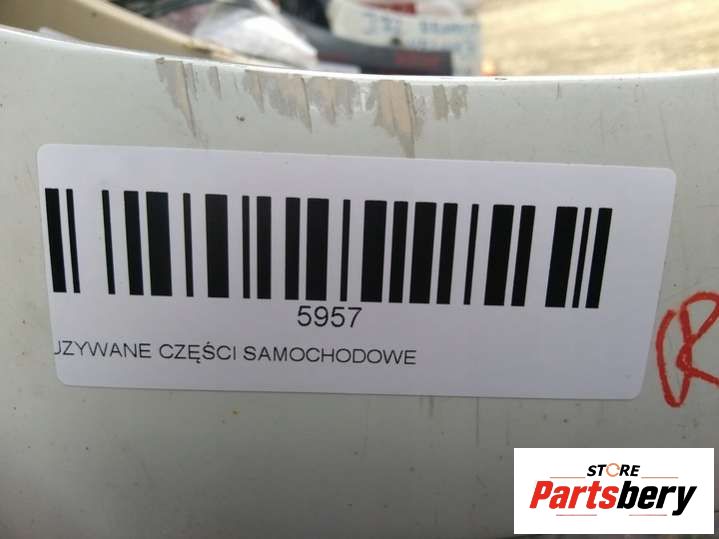 5957
UZYWANE CZĘŚCI SAMOCHODOWE
R
STORE
Partsbery